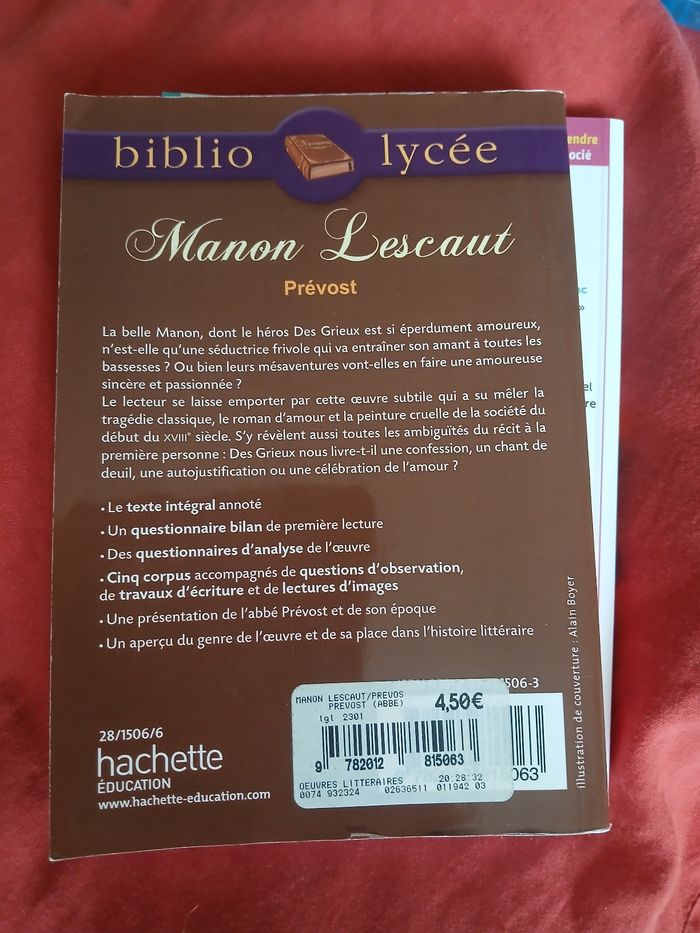 biblio lycée
Manon Lescaut
Prévost
La belle Manon, dont le héros Des Grieux est si éperdument amoureux,
n'est-elle qu'une séductrice frivole qui va entraîner son amant à toutes les
bassesses ? Ou bien leurs mésaventures vont-elles en faire une amoureuse
sincère et passionnée ?
Le lecteur se laisse emporter par cette œuvre subtile qui a su mêler la
tragédie classique, le roman d'amour et la peinture cruelle de la société du
début du XVIIIe siècle. S'y révèlent aussi toutes les ambiguïtés du récit à la
première personne : Des Grieux nous livre-t-il une confession, un chant de
deuil, une autojustification ou une célébration de l'amour ?
• Le texte intégral annoté
• Un questionnaire bilan de première lecture
• Des questionnaires d'analyse de l'œuvre
• Cinq corpus accompagnés de questions d'observation,
de travaux d'écriture et de lectures d'images
• Une présentation de l'abbé Prévost et de son époque
• Un aperçu du genre de l'œuvre et de sa place dans l'histoire littéraire
illustration de couverture : Alain Boyer
1506-3
MANON LESCAUT/PREVOS
PREVOST (ABBE)
4,50€
lgl 2301
9 782012 815063
OEUVRES LITTERAIRES 20.28.32
0074 932324 02636511 011942 03
063
28/1506/6
hachette
ÉDUCATION
www.hachette-education.com
endre
ocié
»
el
re